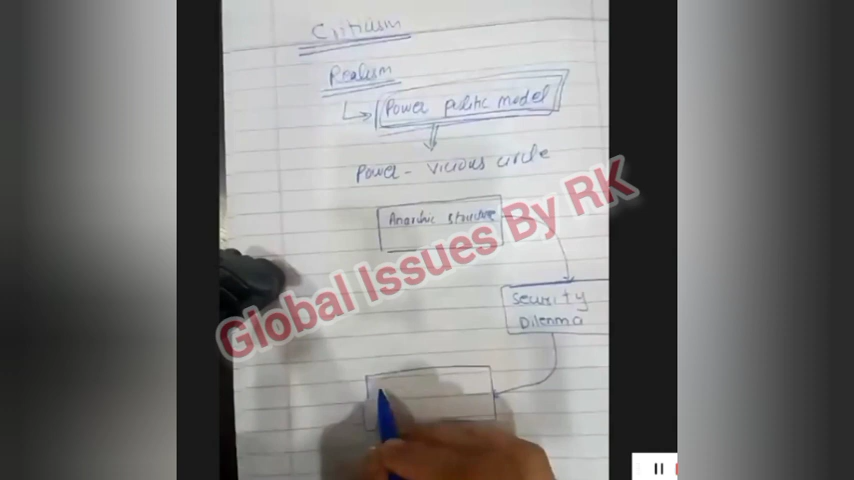 Criticism
Realism
Power politic model
Power - vicious circle
Anarchic structure
Security
Dilemma
Global Issues By RK